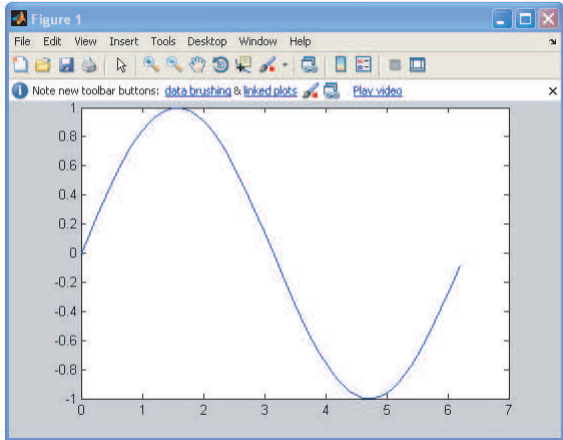 Figure 1
File Edit View Insert Tools Desktop Window Help
Note new toolbar buttons: data brushing & linked plots Play video
1
0.8
0.6
0.4
0.2
0
-0.2
-0.4
-0.6
-0.8
-1
0 1 2 3 4 5 6 7